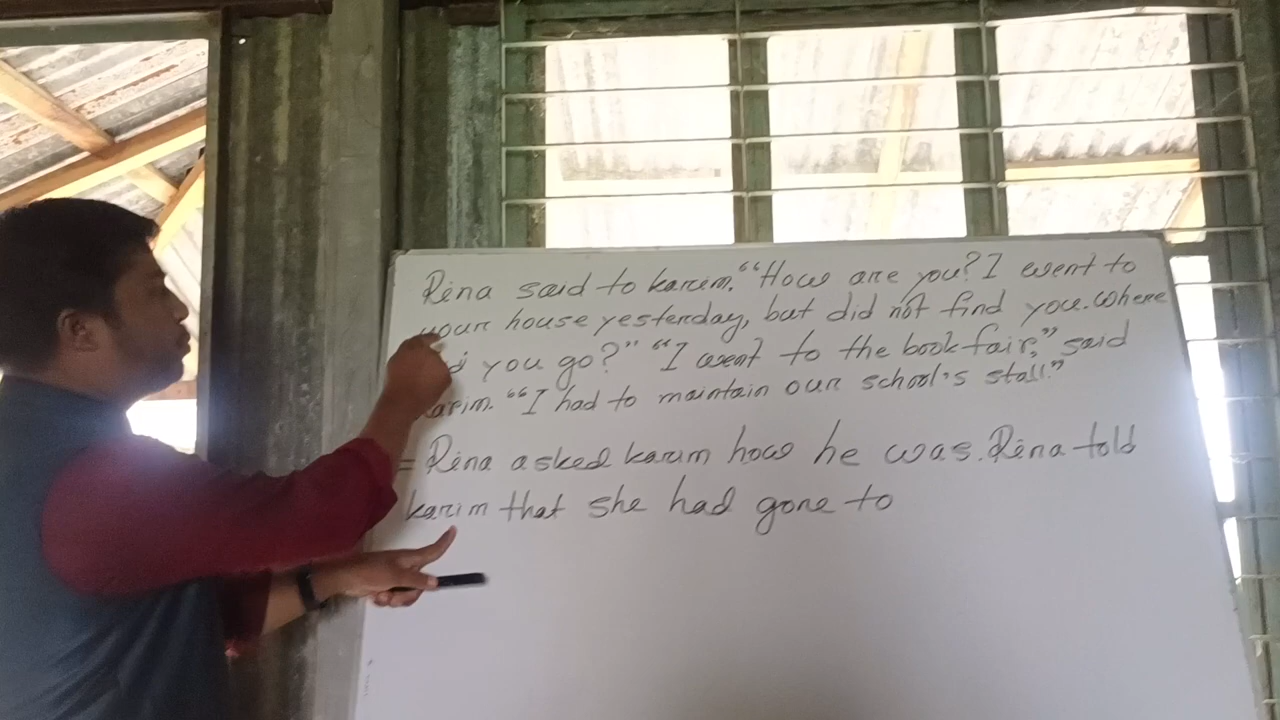 Rina said to karim, "How are you? I went to
your house yesterday, but did not find you. Where
you go?" "I went to the book fair," said
karim. "I had to maintain our school's stall."
= Rina asked karim how he was. Rina told
karim that she had gone to